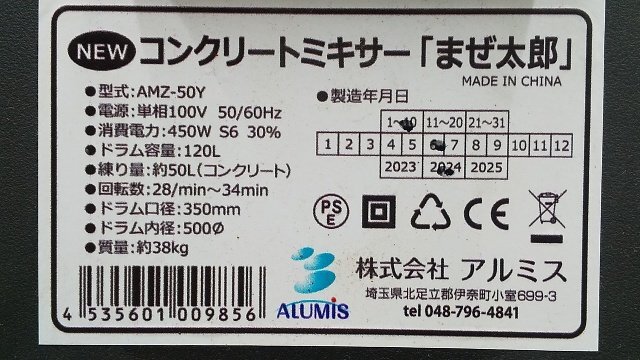 NEW コンクリートミキサー「まぜ太郎」
MADE IN CHINA
●型式:AMZ-50Y
●電源:単相100V 50/60Hz
●消費電力:450W S6 30%
●ドラム容量:120L
●練り量:約50L(コンクリート)
●回転数:28/min～34min
●ドラム口径:350mm
●ドラム内径:500Ø
●質量:約38kg
●製造年月日
1～10 11～20 21～31
1 2 3 4 5 6 7 8 9 10 11 12
2023 2024 2025
PSE
CE
4 535601 009856
ALUMIS
株式会社 アルミス
埼玉県北足立郡伊奈町小室699-3
tel 048-796-4841